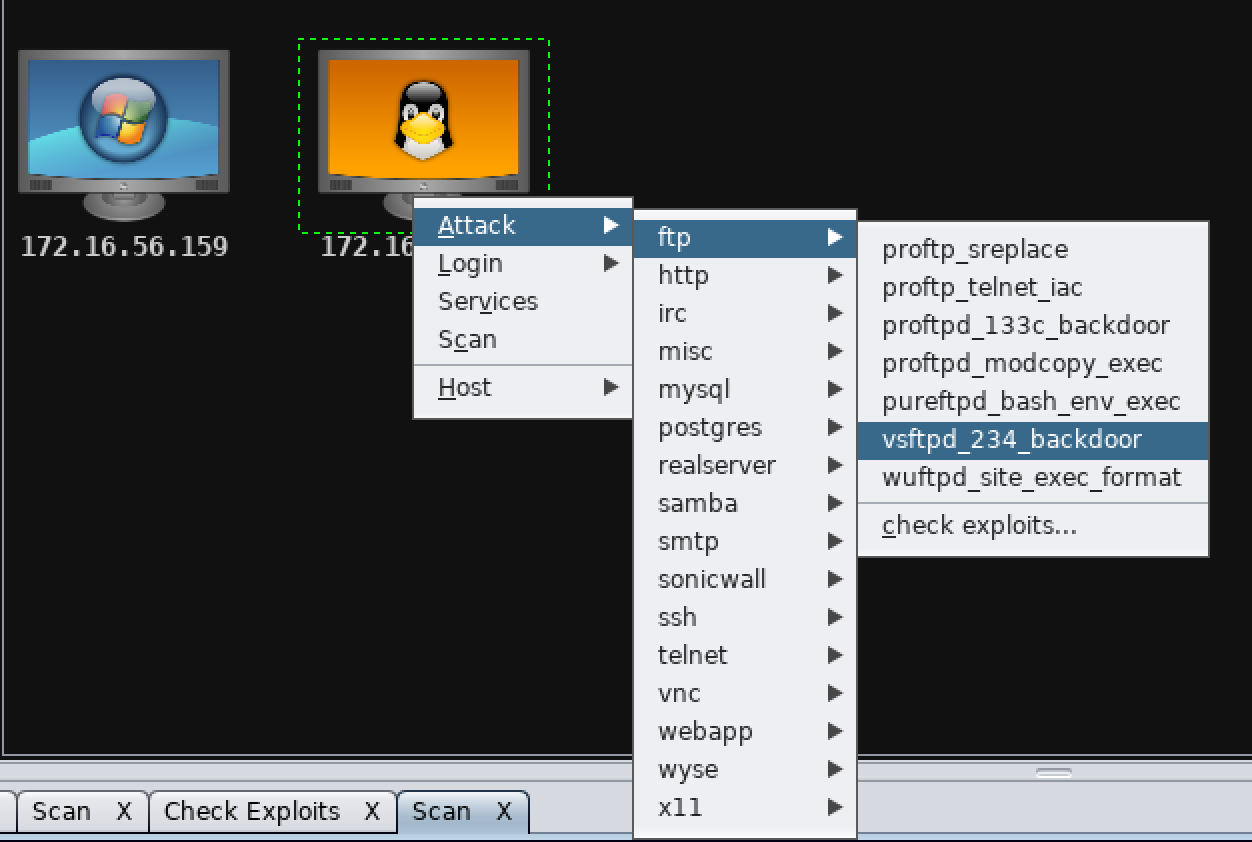 172.16.56.159
172.16
Attack
Login
Services
Scan
Host
ftp
http
irc
misc
mysql
postgres
realserver
samba
smtp
sonicwall
ssh
telnet
vnc
webapp
wyse
x11
proftp_sreplace
proftp_telnet_iac
proftpd_133c_backdoor
proftpd_modcopy_exec
pureftpd_bash_env_exec
vsftpd_234_backdoor
wuftpd_site_exec_format
check exploits...
Scan X Check Exploits X Scan X